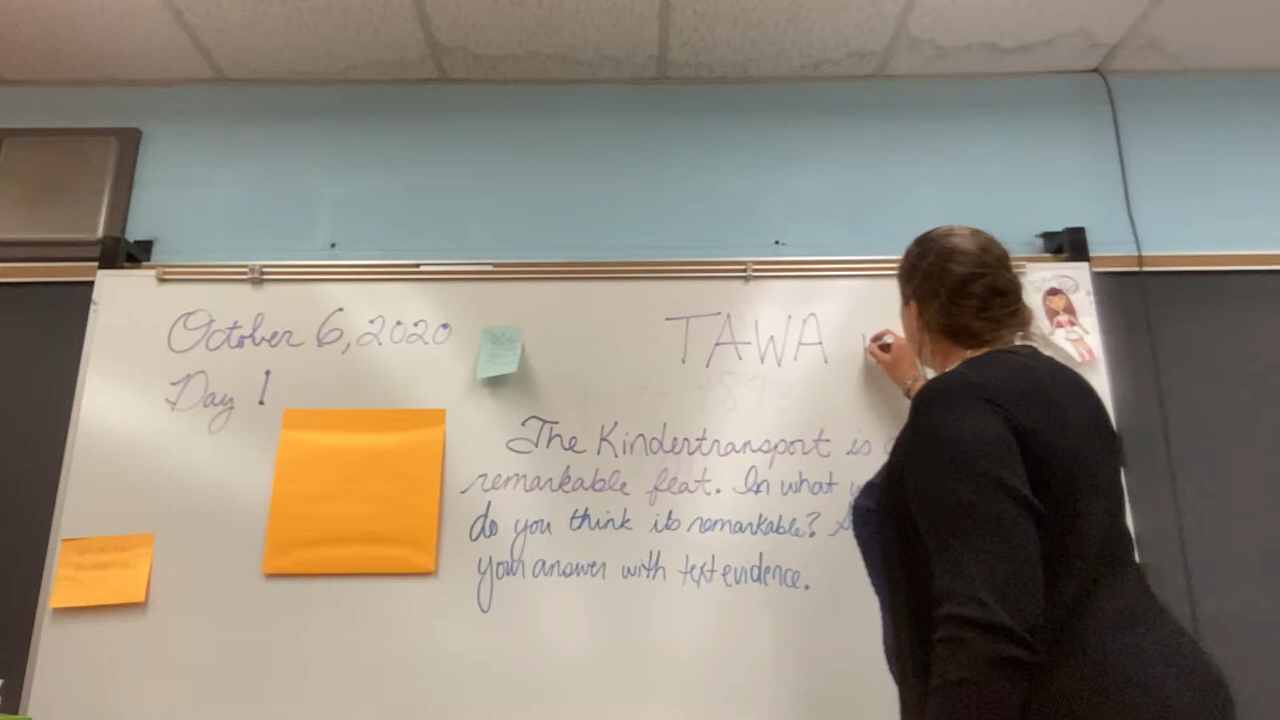 October 6, 2020
Day 1
TAWA
The Kindertransport is
remarkable feat. In what
do you think its remarkable?
your answer with text evidence.